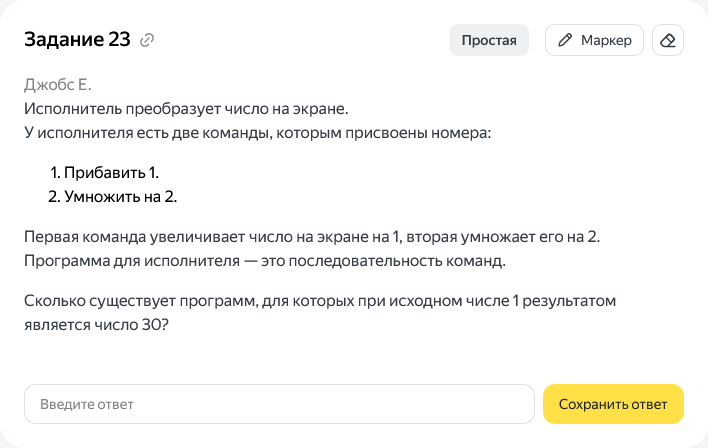 Задание 23
Простая
Маркер
Джобс Е.
Исполнитель преобразует число на экране.
У исполнителя есть две команды, которым присвоены номера:
1. Прибавить 1.
2. Умножить на 2.
Первая команда увеличивает число на экране на 1, вторая умножает его на 2.
Программа для исполнителя — это последовательность команд.
Сколько существует программ, для которых при исходном числе 1 результатом
является число 30?
Введите ответ
Сохранить ответ